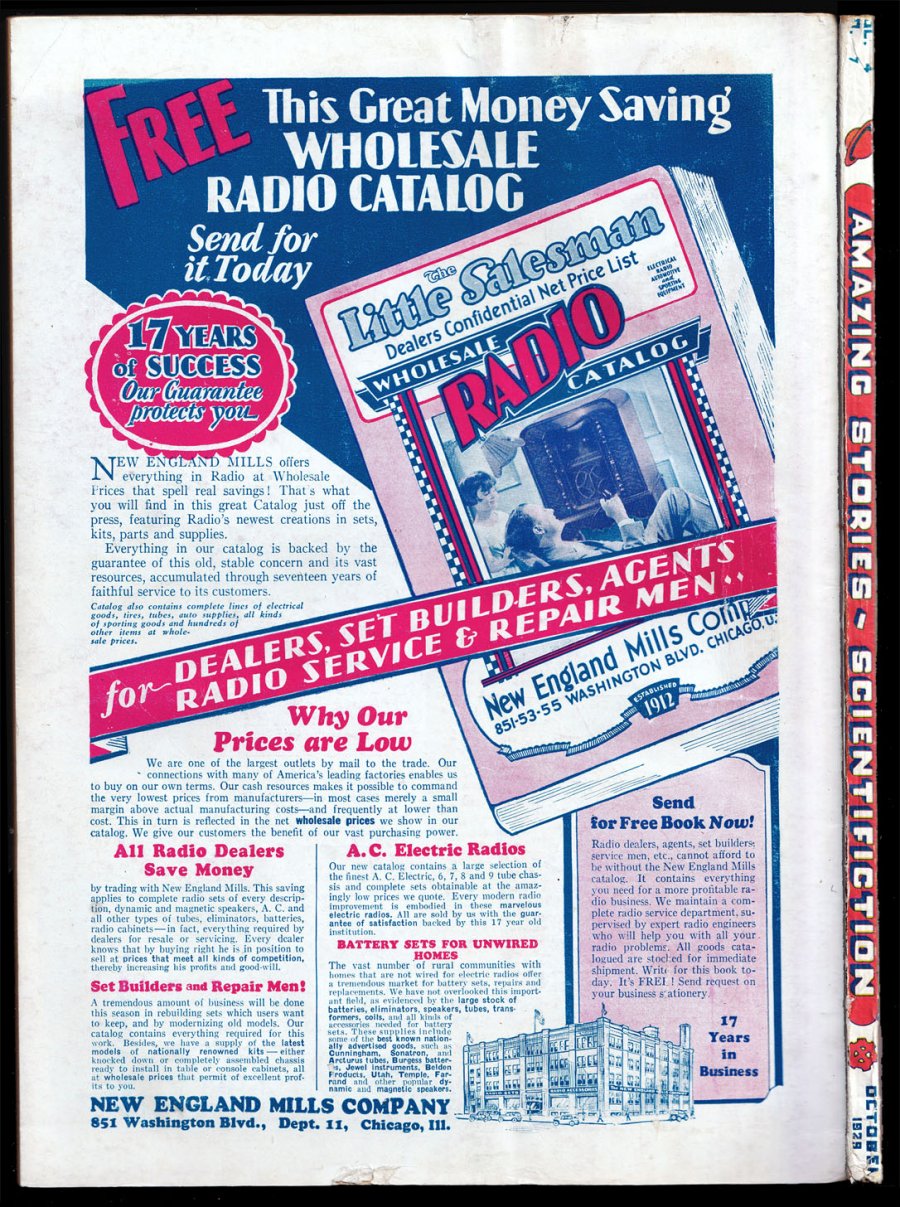 FREE
This Great Money Saving
WHOLESALE
RADIO CATALOG
Send for
it Today
The
Little Salesman
Dealers Confidential Net Price List
ELECTRICAL
RADIO
AUTOMOTIVE
and
SPORTING
EQUIPMENT
WHOLESALE
RADIO
CATALOG
17 YEARS
of SUCCESS
Our Guarantee
protects you
NEW ENGLAND MILLS offers
everything in Radio at Wholesale
Prices that spell real savings! That's what
you will find in this great Catalog just off the
press, featuring Radio's newest creations in sets,
kits, parts and supplies.
Everything in our catalog is backed by the
guarantee of this old, stable concern and its vast
resources, accumulated through seventeen years of
faithful service to its customers.
Catalog also contains complete lines of electrical
goods, tires, tubes, auto supplies, all kinds
of sporting goods and hundreds of
other items at whole-
sale prices.
for DEALERS, SET BUILDERS, AGENTS
RADIO SERVICE & REPAIR MEN..
New England Mills Comp
851-53-55 WASHINGTON BLVD. CHICAGO, U.
ESTABLISHED
1912
Why Our
Prices are Low
We are one of the largest outlets by mail to the trade. Our
connections with many of America's leading factories enables us
to buy on our own terms. Our cash resources makes it possible to command
the very lowest prices from manufacturers—in most cases merely a small
margin above actual manufacturing costs—and frequently at lower than
cost. This in turn is reflected in the net wholesale prices we show in our
catalog. We give our customers the benefit of our vast purchasing power.
All Radio Dealers
Save Money
by trading with New England Mills. This saving
applies to complete radio sets of every descrip-
tion, dynamic and magnetic speakers, A. C. and
all other types of tubes, eliminators, batteries,
radio cabinets—in fact, everything required by
dealers for resale or servicing. Every dealer
knows that by buying right he is in position to
sell at prices that meet all kinds of competition,
thereby increasing his profits and good-will.
Set Builders and Repair Men!
A tremendous amount of business will be done
this season in rebuilding sets which users want
to keep, and by modernizing old models. Our
catalog contains everything required for this
work. Besides, we have a supply of the latest
models of nationally renowned kits—either
knocked down or completely assembled chassis
ready to install in table or console cabinets, all
at wholesale prices that permit of excellent prof-
its to you.
A. C. Electric Radios
Our new catalog contains a large selection of
the finest A. C. Electric, 6, 7, 8 and 9 tube chas-
sis and complete sets obtainable at the amaz-
ingly low prices we quote. Every modern radio
improvement is embodied in these marvelous
electric radios. All are sold by us with the guar-
antee of satisfaction backed by this 17 year old
institution.
BATTERY SETS FOR UNWIRED
HOMES
The vast number of rural communities with
homes that are not wired for electric radios offer
a tremendous market for battery sets, repairs and
replacements. We have not overlooked this import-
ant field, as evidenced by the large stock of
batteries, eliminators, speakers, tubes, trans-
formers, coils, and all kinds of
accessories needed for battery
sets. These supplies include
some of the best known nation-
ally advertised goods, such as
Cunningham, Sonatron, and
Arcturus tubes, Burgess batter-
s, Jewel instruments, Belden
Products, Utah, Temple, Far-
rand and other popular dy-
namic and magnetic speakers.
Send
for Free Book Now!
Radio dealers, agents, set builders
service men, etc., cannot afford to
be without the New England Mills
catalog. It contains everything
you need for a more profitable ra-
dio business. We maintain a com-
plete radio service department, su-
pervised by expert radio engineers
who will help you with all your
radio problems. All goods cata-
logued are stocked for immediate
shipment. Write for this book to-
day. It's FREE! Send request on
your business stationery.
17
Years
in
Business
NEW ENGLAND MILLS COMPANY
851 Washington Blvd., Dept. 11, Chicago, Ill.
AMAZING STORIES - SCIENTIFICTION
OCTOBER
1929